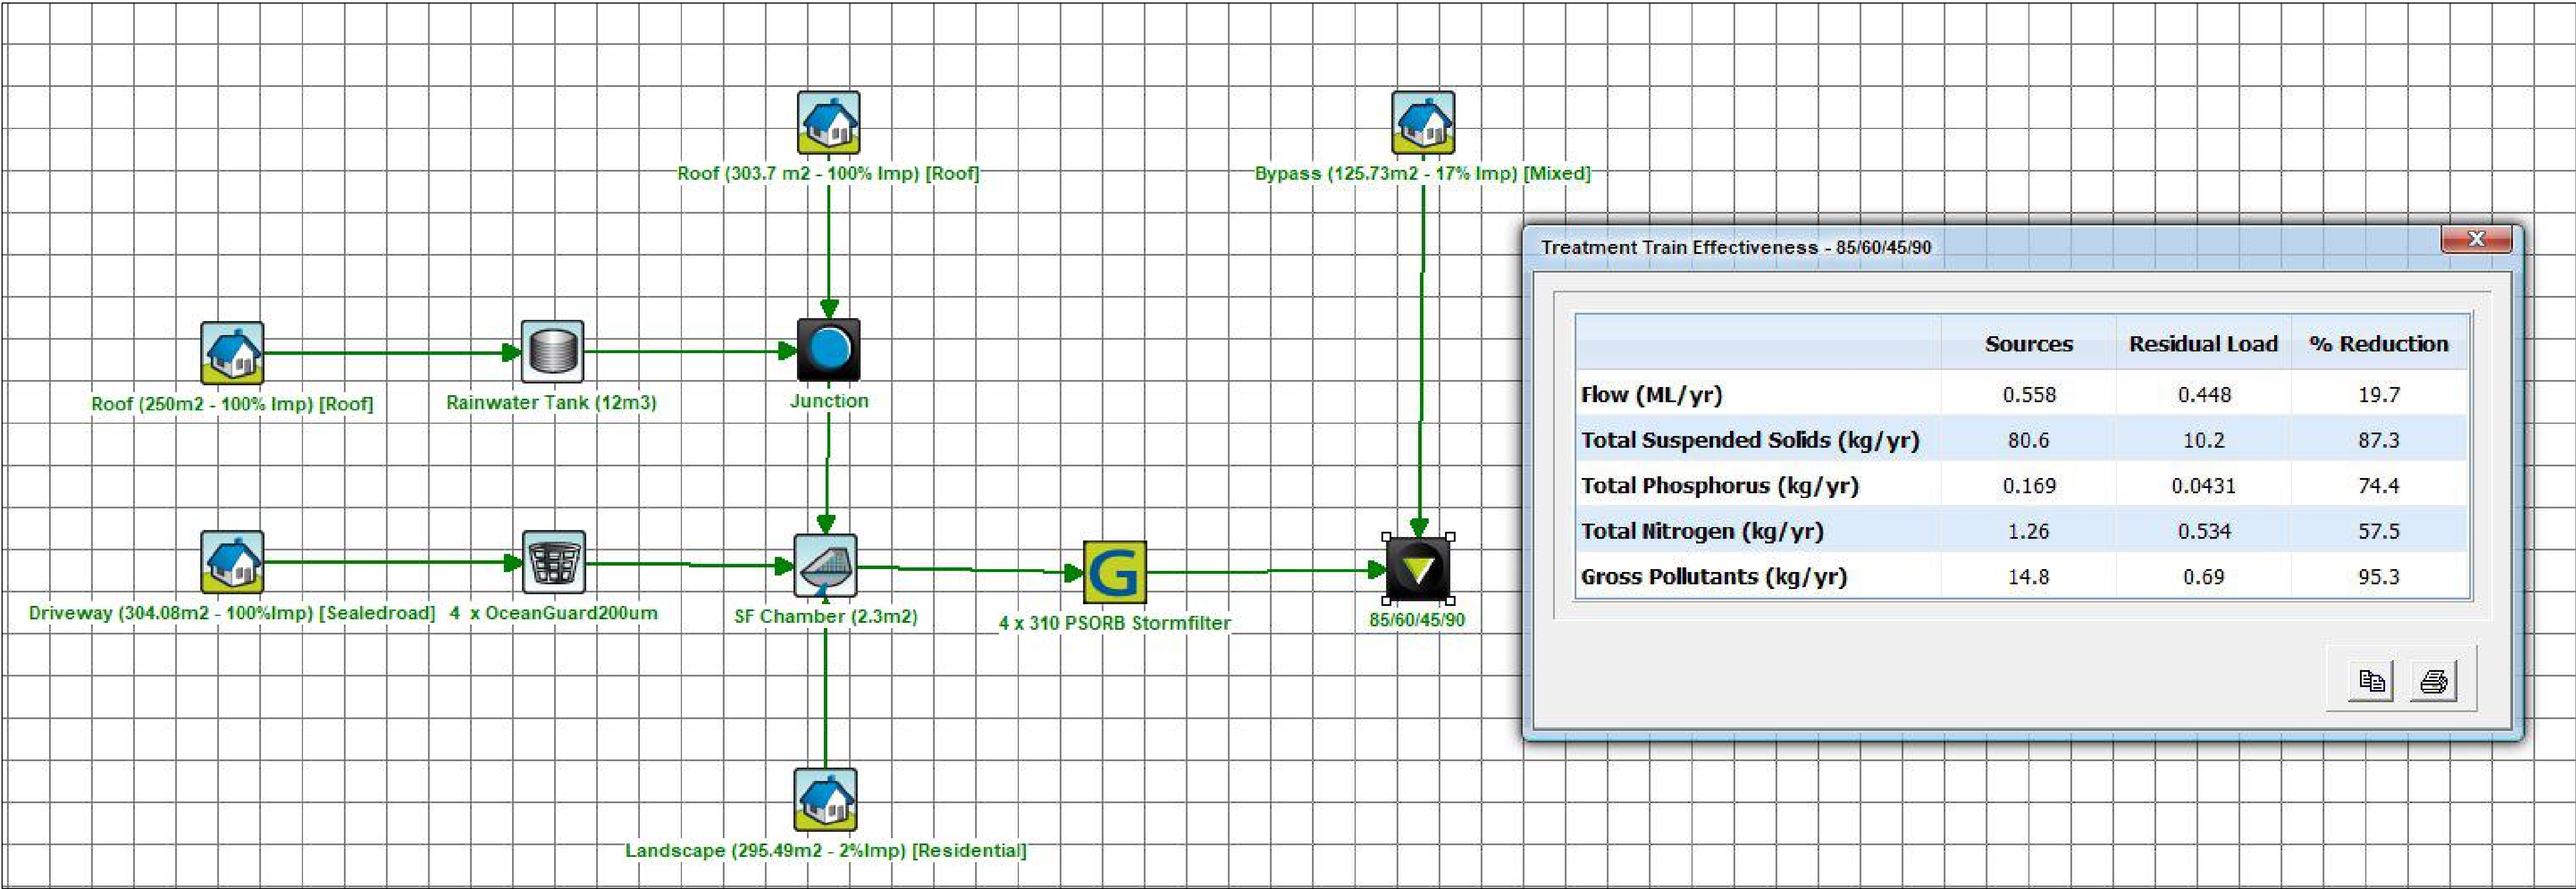 Roof (303.7 m2 - 100% Imp) [Roof]
Bypass (125.73m2 - 17% Imp) [Mixed]
Roof (250m2 - 100% Imp) [Roof]
Rainwater Tank (12m3)
Junction
Driveway (304.08m2 - 100%Imp) [Sealedroad]
4 x OceanGuard200um
SF Chamber (2.3m2)
G
4 x 310 PSORB Stormfilter
85/60/45/90
Landscape (295.49m2 - 2%Imp) [Residential]
Treatment Train Effectiveness - 85/60/45/90
Sources Residual Load % Reduction
Flow (ML/yr) 0.558 0.448 19.7
Total Suspended Solids (kg/yr) 80.6 10.2 87.3
Total Phosphorus (kg/yr) 0.169 0.0431 74.4
Total Nitrogen (kg/yr) 1.26 0.534 57.5
Gross Pollutants (kg/yr) 14.8 0.69 95.3